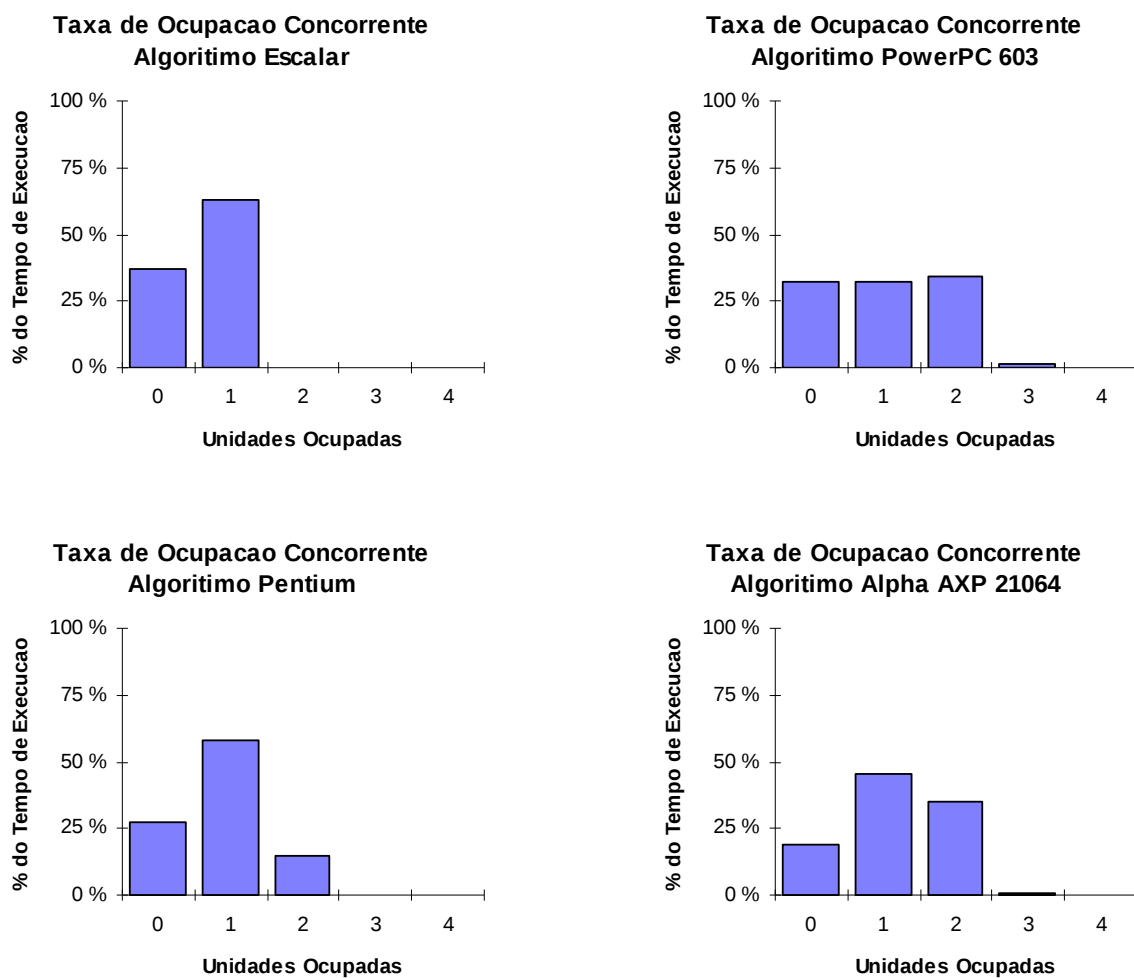 Taxa de Ocupacao Concorrente
Algoritimo Escalar
% do Tempo de Execucao
100 %
75 %
50 %
25 %
0 %
0 1 2 3 4
Unidades Ocupadas
Taxa de Ocupacao Concorrente
Algoritimo PowerPC 603
% do Tempo de Execucao
100 %
75 %
50 %
25 %
0 %
0 1 2 3 4
Unidades Ocupadas
Taxa de Ocupacao Concorrente
Algoritimo Pentium
% do Tempo de Execucao
100 %
75 %
50 %
25 %
0 %
0 1 2 3 4
Unidades Ocupadas
Taxa de Ocupacao Concorrente
Algoritimo Alpha AXP 21064
% do Tempo de Execucao
100 %
75 %
50 %
25 %
0 %
0 1 2 3 4
Unidades Ocupadas